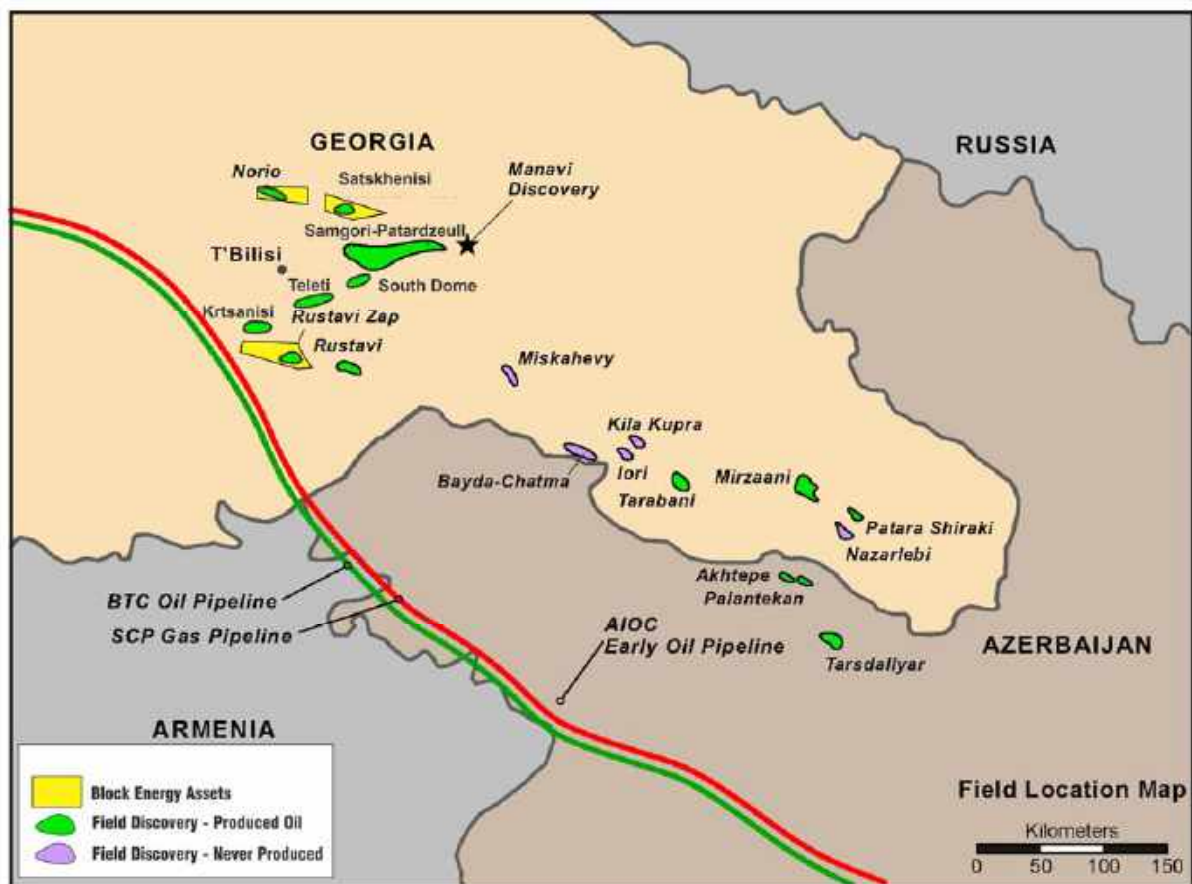 GEORGIA
RUSSIA
Norio
Satskhenisi
Manavi
Discovery
Samgori-Patardzeull
T'Bilisi
Teleti
South Dome
Krtsanisi
Rustavi Zap
Rustavi
Miskahevy
Kila Kupra
Bayda-Chatma
Iori
Tarabani
Mirzaani
Patara Shiraki
Nazarlebi
Akhtepe
Palantekan
BTC Oil Pipeline
SCP Gas Pipeline
AIOC
Early Oil Pipeline
Tarsdallyar
AZERBAIJAN
ARMENIA
Block Energy Assets
Field Discovery - Produced Oil
Field Discovery - Never Produced
Field Location Map
Kilometers
0 50 100 150